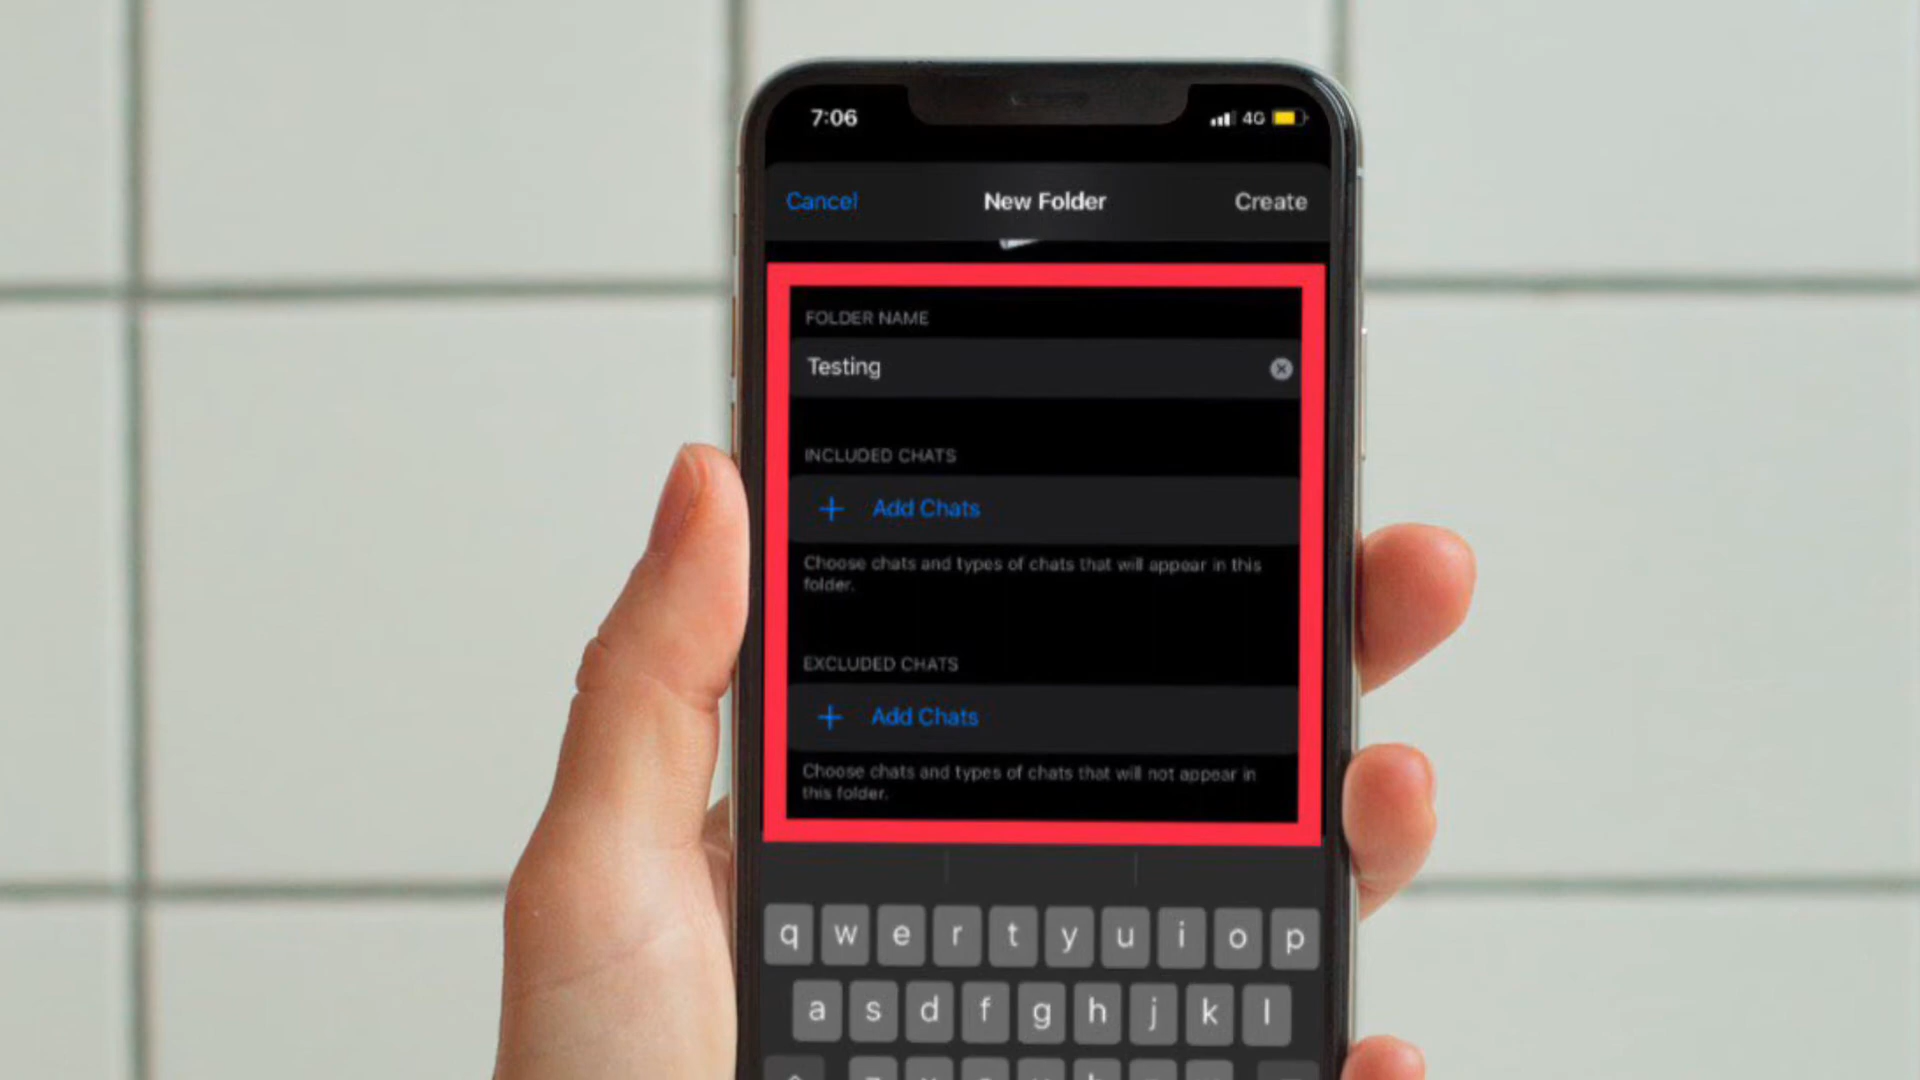 7:06 4G
Cancel New Folder Create
FOLDER NAME
Testing
INCLUDED CHATS
+ Add Chats
Choose chats and types of chats that will appear in this
folder.
EXCLUDED CHATS
+ Add Chats
Choose chats and types of chats that will not appear in
this folder.
q w e r t y u i o p
a s d f g h j k l